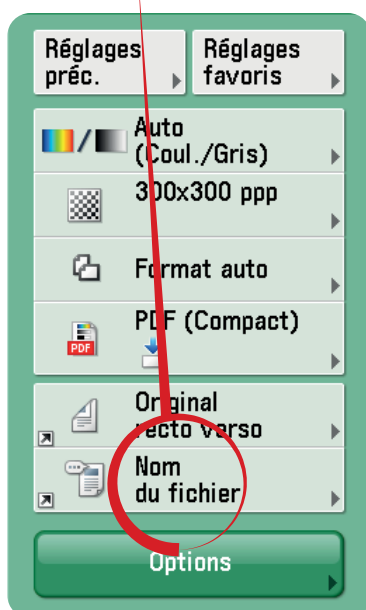 Réglages
préc.
Réglages
favoris
Auto
(Coul./Gris)
300x300 ppp
Format auto
PDF (Compact)
PDF
Original
recto verso
Nom
du fichier
Options